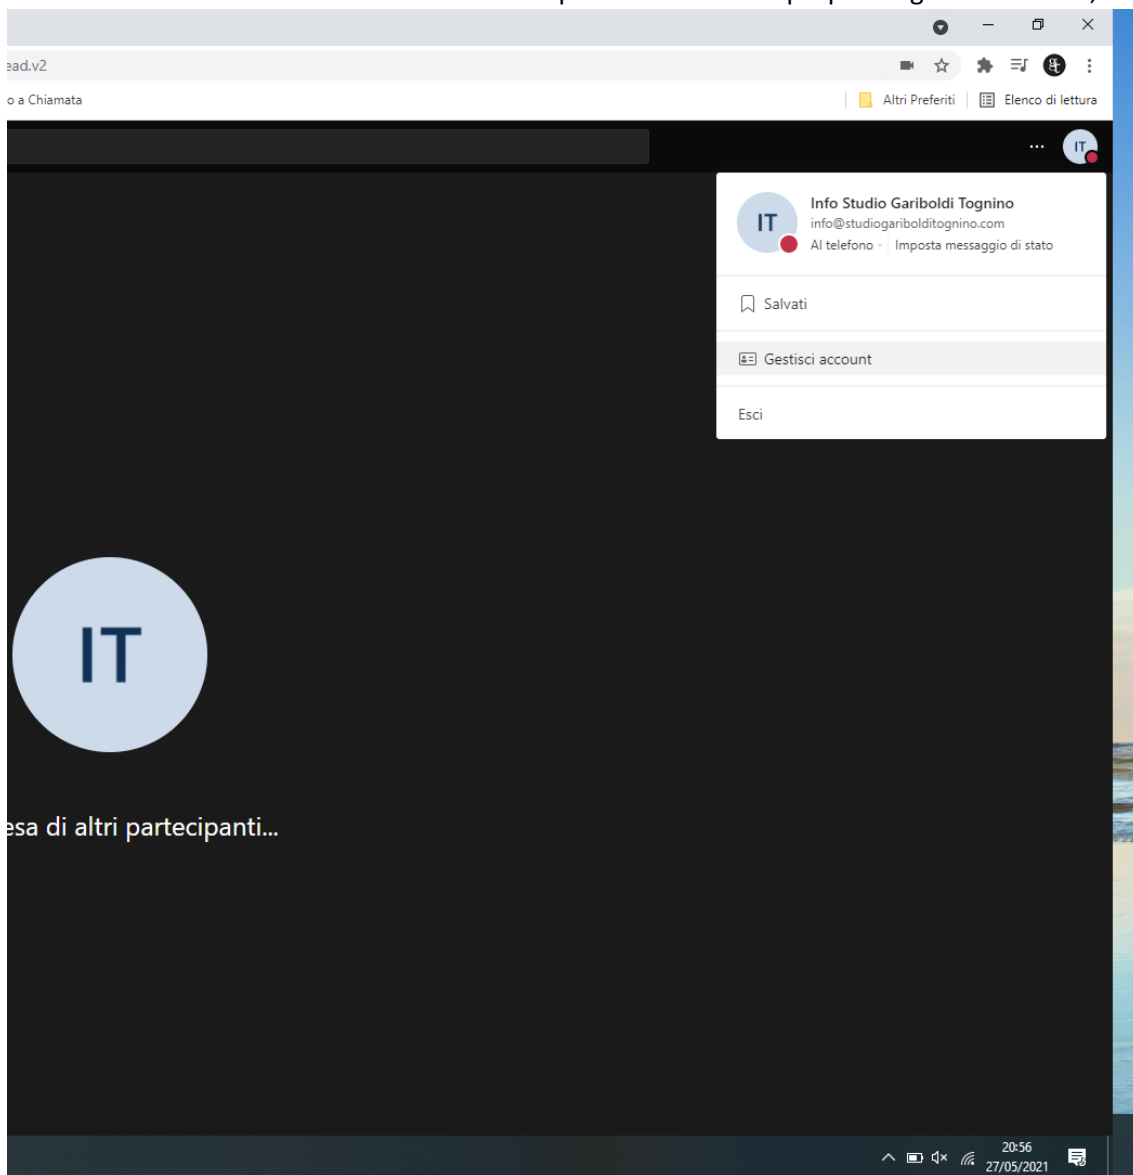 ead.v2
o a Chiamata
Altri Preferiti
Elenco di lettura
IT
IT
Info Studio Gariboldi Tognino
info@studiogariboldi​tognino.com
Al telefono
Imposta messaggio di stato
Salvati
Gestisci account
Esci
IT
esa di altri partecipanti...
20:56
27/05/2021